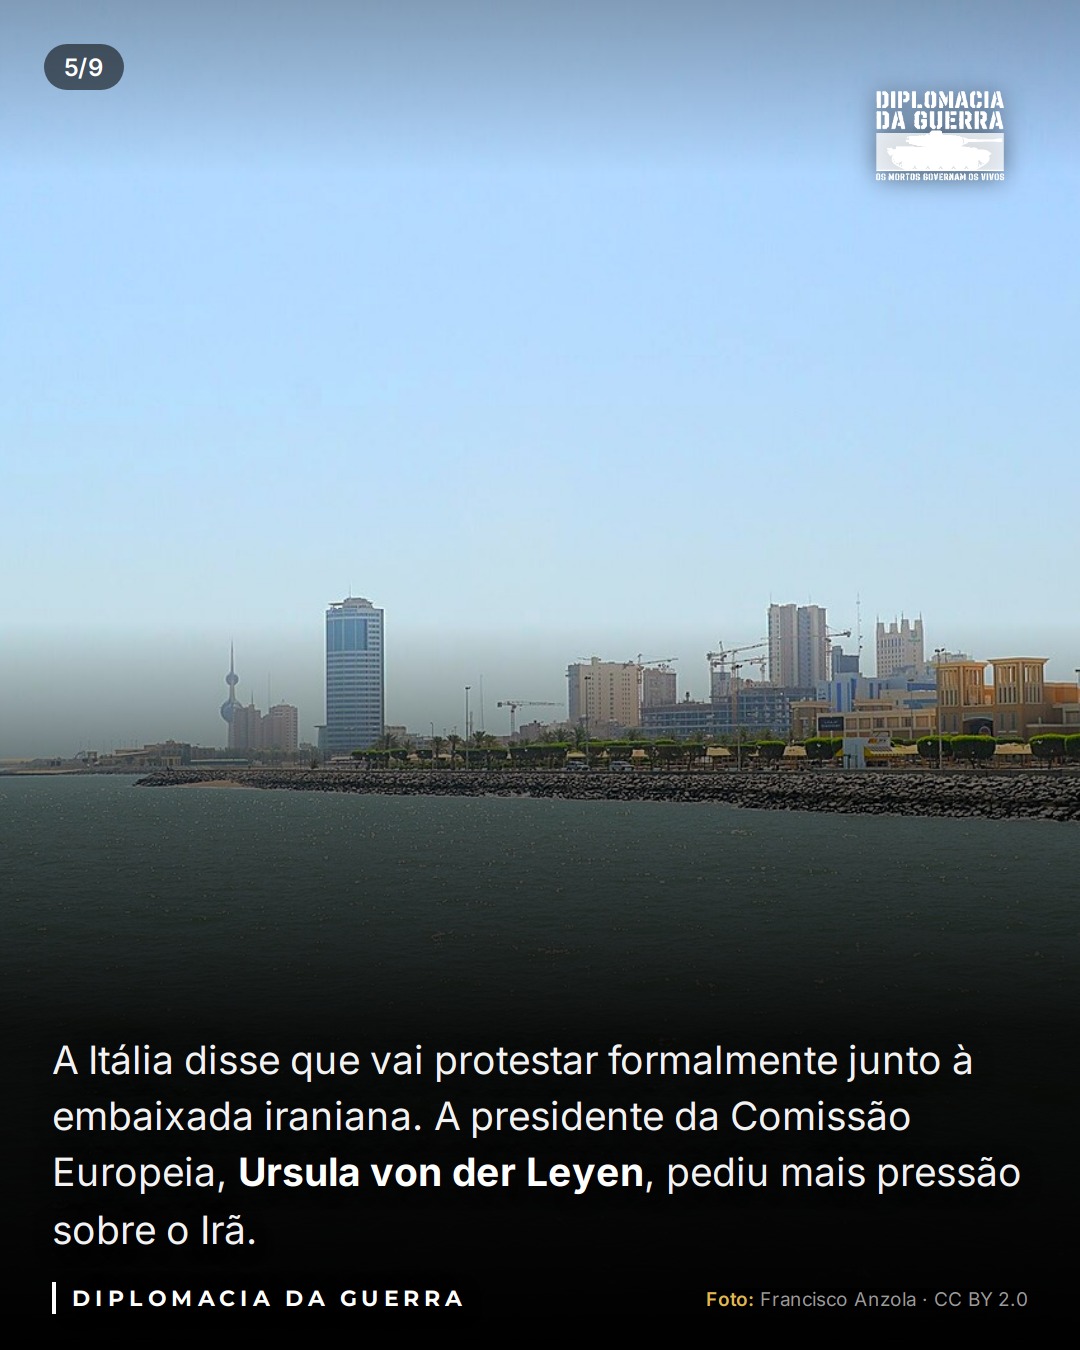 5/9
DIPLOMACIA
DA GUERRA
OS MORTOS GOVERNAM OS VIVOS
A Itália disse que vai protestar formalmente junto à
embaixada iraniana. A presidente da Comissão
Europeia, Ursula von der Leyen, pediu mais pressão
sobre o Irã.
DIPLOMACIA DA GUERRA
Foto: Francisco Anzola · CC BY 2.0